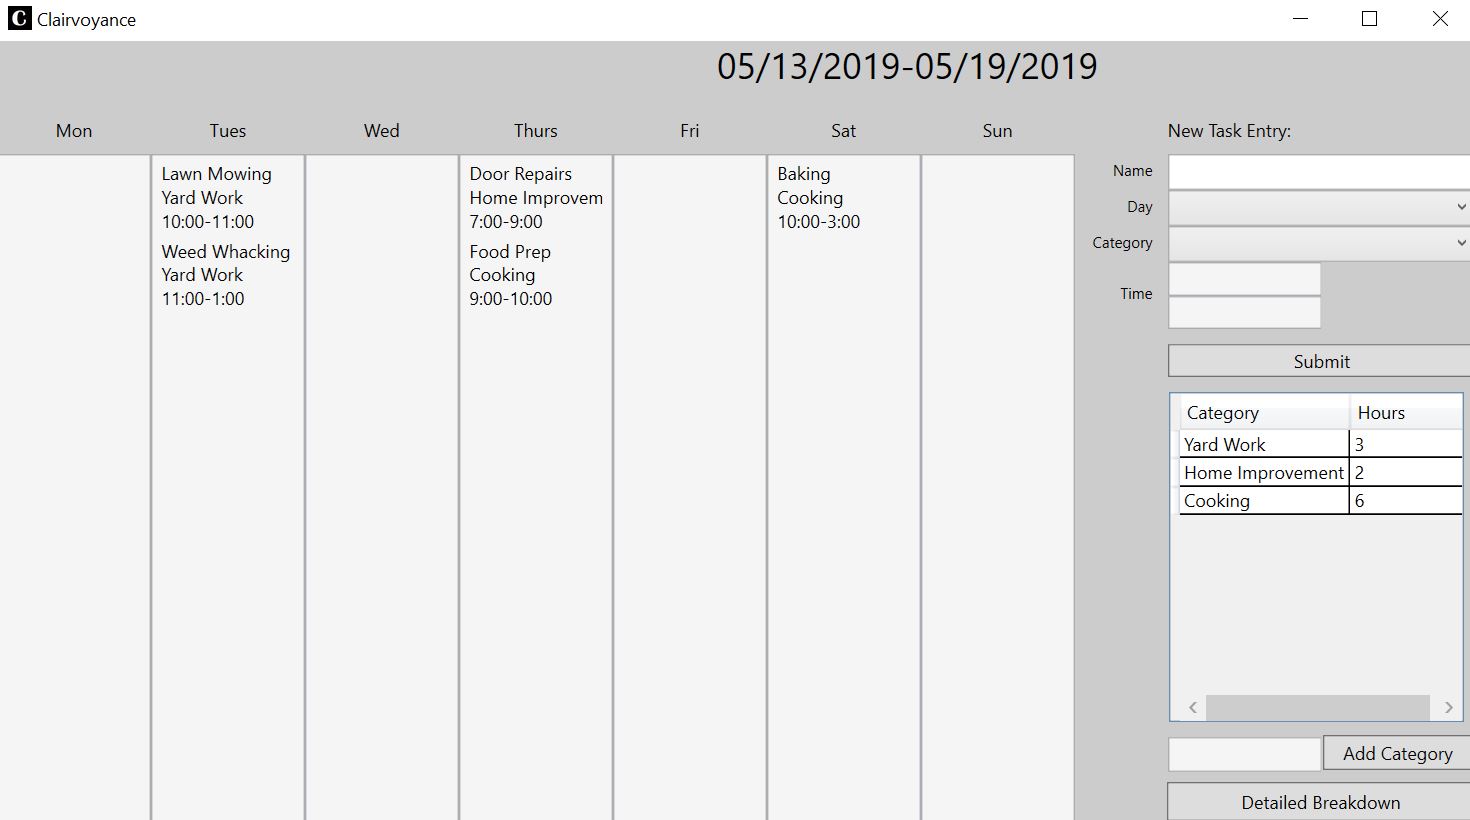 C Clairvoyance
05/13/2019-05/19/2019
Mon Tues Wed Thurs Fri Sat Sun
Lawn Mowing
Yard Work
10:00-11:00
Weed Whacking
Yard Work
11:00-1:00
Door Repairs
Home Improvem
7:00-9:00
Food Prep
Cooking
9:00-10:00
Baking
Cooking
10:00-3:00
New Task Entry:
Name
Day
Category
Time
Submit
Category Hours
Yard Work 3
Home Improvement 2
Cooking 6
Add Category
Detailed Breakdown